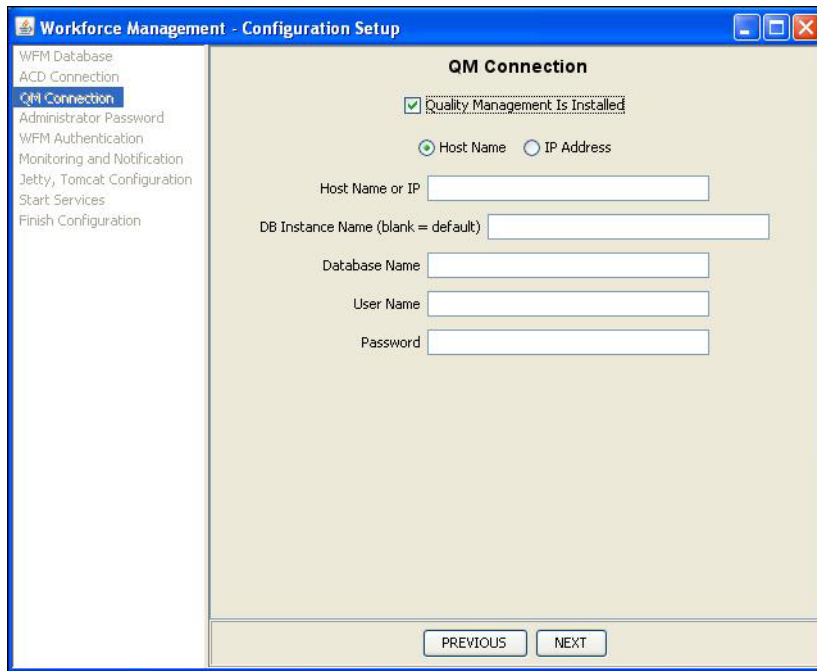 Workforce Management - Configuration Setup
WFM Database
ACD Connection
QM Connection
Administrator Password
WFM Authentication
Monitoring and Notification
Jetty, Tomcat Configuration
Start Services
Finish Configuration
QM Connection
Quality Management Is Installed
Host Name IP Address
Host Name or IP
DB Instance Name (blank = default)
Database Name
User Name
Password
PREVIOUS NEXT